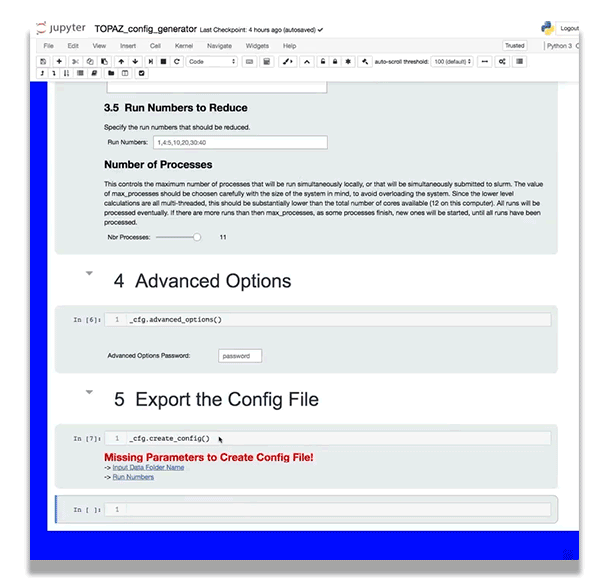 jupyter TOPAZ_config_generator Last Checkpoint: 4 hours ago (autosaved) Logout
File Edit View Insert Cell Kernel Navigate Widgets Help Trusted Python 3
Code auto-scroll threshold: 100 (default)
3.5 Run Numbers to Reduce
Specify the run numbers that should be reduced.
Run Numbers: 1,4:5,10,20,30:40
Number of Processes
This controls the maximum number of processes that will be run simultaneously locally, or that will be simultaneously submitted to slurm. The value
of max_processes should be choosen carefully with the size of the system in mind, to avoid overloading the system. Since the lower level
calculations are all multi-threaded, this should be substantially lower than the total number of cores available (12 on this computer). All runs will be
processed eventually. If there are more runs than then max_processes, as some processes finish, new ones will be started, until all runs have been
processed.
Nbr Processes: 11
4 Advanced Options
In [6]: 1 _cfg.advanced_options()
Advanced Options Password: password
5 Export the Config File
In [7]: 1 _cfg.create_config()
Missing Parameters to Create Config File!
-> Input Data Folder Name
-> Run Numbers
In [ ]: 1